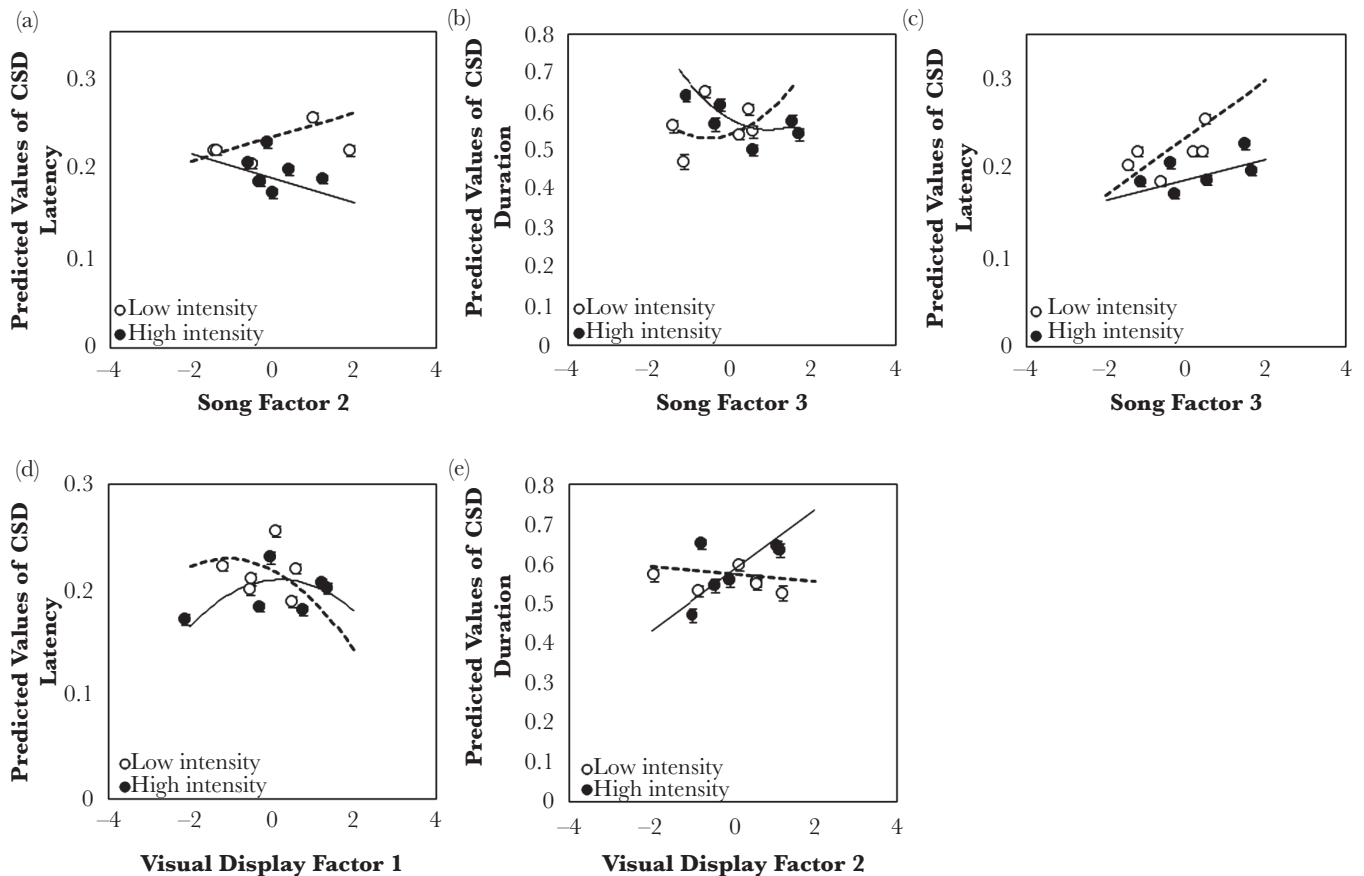 (a)
Predicted Values of CSD
Latency
0.3
0.2
0.1
0
Low intensity
High intensity
–4 –2 0 2 4
Song Factor 2
(b)
Predicted Values of CSD
Duration
0.8
0.7
0.6
0.5
0.4
0.3
0.2
0.1
0
Low intensity
High intensity
–4 –2 0 2 4
Song Factor 3
(c)
Predicted Values of CSD
Latency
0.3
0.2
0.1
0
Low intensity
High intensity
–4 –2 0 2 4
Song Factor 3
(d)
Predicted Values of CSD
Latency
0.3
0.2
0.1
0
Low intensity
High intensity
–4 –2 0 2 4
Visual Display Factor 1
(e)
Predicted Values of CSD
Duration
0.8
0.7
0.6
0.5
0.4
0.3
0.2
0.1
0
Low intensity
High intensity
–4 –2 0 2 4
Visual Display Factor 2